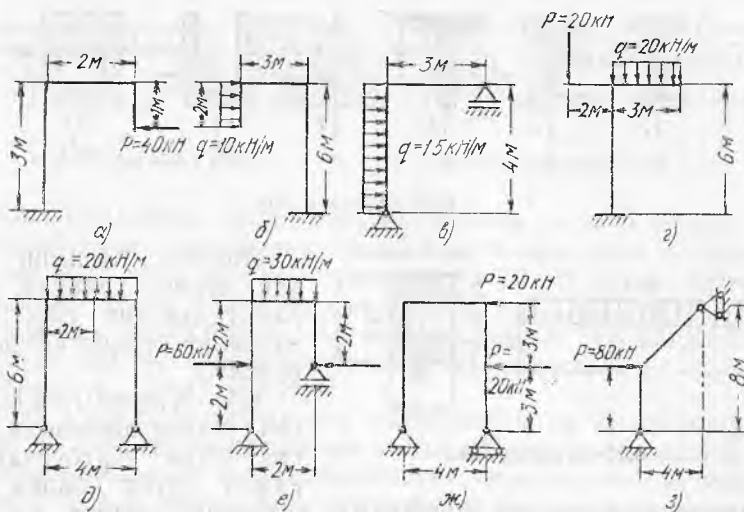 2м
3м
1м
P=40кН
а)
3м
2м
q=10кН/м
6м
б)
3м
q=15кН/м
4м
в)
P=20кН
q=20кН/м
2м
3м
6м
г)
q=20кН/м
2м
6м
4м
д)
q=30кН/м
2м
2м
P=60кН
2м
2м
е)
P=20кН
3м
P=
20кН
3м
4м
ж)
P=80кН
8м
4м
з)